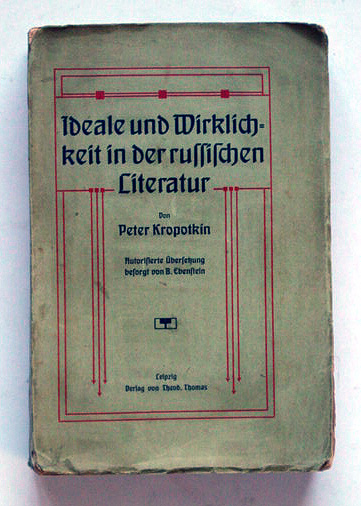 Ideale und Wirklich-
keit in der russischen
Literatur
Von
Peter Kropotkin
Autorisierte Übersetzung
besorgt von B. Ebenstein
Leipzig
Verlag von Theod. Thomas